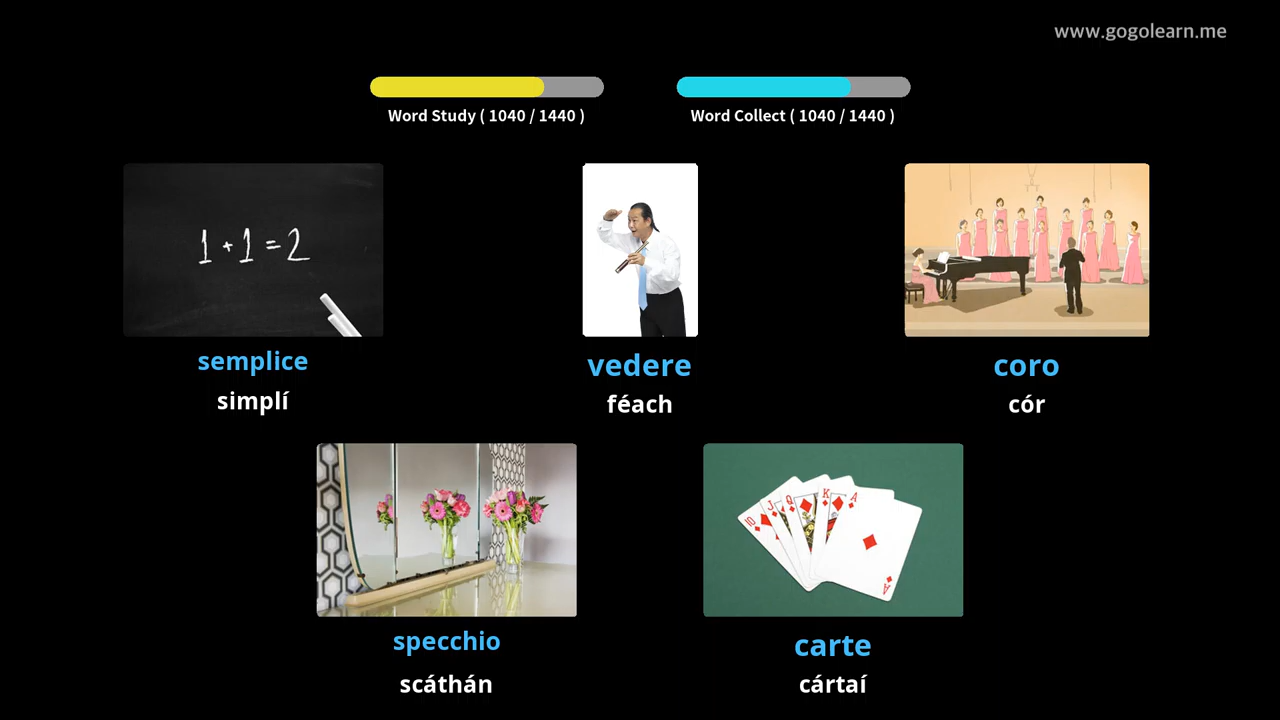 www.gogolearn.me
Word Study ( 1040 / 1440 )
Word Collect ( 1040 / 1440 )
1 + 1 = 2
semplice
simplí
vedere
féach
coro
cór
10 J Q K A
A
specchio
scáthán
carte
cártaí